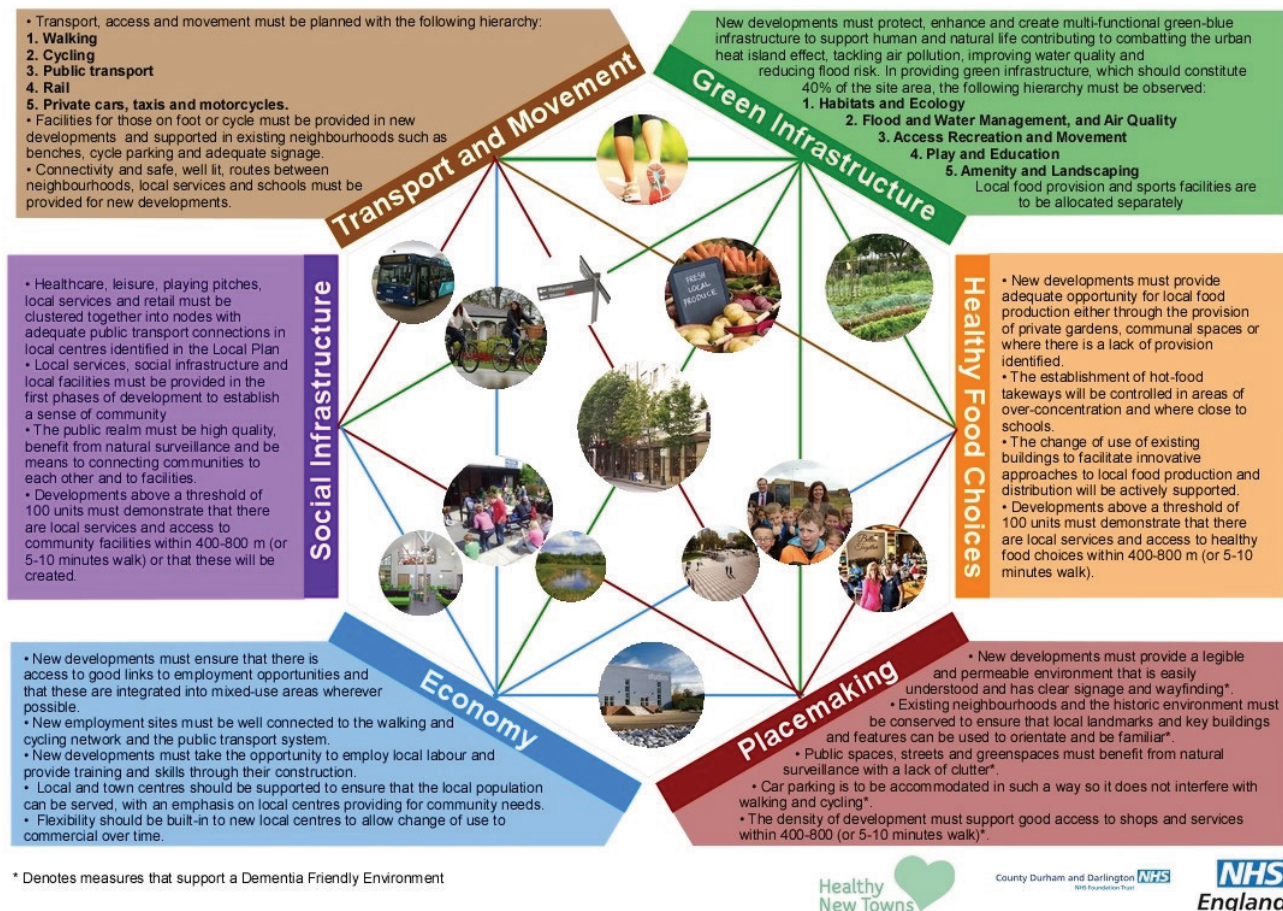 • Transport, access and movement must be planned with the following hierarchy:
1. Walking
2. Cycling
3. Public transport
4. Rail
5. Private cars, taxis and motorcycles.
• Facilities for those on foot or cycle must be provided in new
developments and supported in existing neighbourhoods such as
benches, cycle parking and adequate signage.
• Connectivity and safe, well lit, routes between
neighbourhoods, local services and schools must be
provided for new developments.
Transport and Movement
New developments must protect, enhance and create multi-functional green-blue
infrastructure to support human and natural life contributing to combatting the urban
heat island effect, tackling air pollution, improving water quality and
reducing flood risk. In providing green infrastructure, which should constitute
40% of the site area, the following hierarchy must be observed:
1. Habitats and Ecology
2. Flood and Water Management, and Air Quality
3. Access Recreation and Movement
4. Play and Education
5. Amenity and Landscaping
Local food provision and sports facilities are
to be allocated separately
Green Infrastructure
• Healthcare, leisure, playing pitches,
local services and retail must be
clustered together into nodes with
adequate public transport connections in
local centres identified in the Local Plan
• Local services, social infrastructure and
local facilities must be provided in the
first phases of development to establish
a sense of community
• The public realm must be high quality,
benefit from natural surveillance and be
means to connecting communities to
each other and to facilities.
• Developments above a threshold of
100 units must demonstrate that there
are local services and access to
community facilities within 400-800 m (or
5-10 minutes walk) or that these will be
created.
Social Infrastructure
FRESH
LOCAL
PRODUCE
Healthy Food Choices
• New developments must provide
adequate opportunity for local food
production either through the provision
of private gardens, communal spaces or
where there is a lack of provision
identified.
• The establishment of hot-food
takeways will be controlled in areas of
over-concentration and where close to
schools.
• The change of use of existing
buildings to facilitate innovative
approaches to local food production and
distribution will be actively supported.
• Developments above a threshold of
100 units must demonstrate that there
are local services and access to healthy
food choices within 400-800 m (or 5-10
minutes walk).
• New developments must ensure that there is
access to good links to employment opportunities and
that these are integrated into mixed-use areas wherever
possible.
• New employment sites must be well connected to the walking and
cycling network and the public transport system.
• New developments must take the opportunity to employ local labour and
provide training and skills through their construction.
• Local and town centres should be supported to ensure that the local population
can be served, with an emphasis on local centres providing for community needs.
• Flexibility should be built-in to new local centres to allow change of use to
commercial over time.
Economy
Placemaking
• New developments must provide a legible
and permeable environment that is easily
understood and has clear signage and wayfinding*.
• Existing neighbourhoods and the historic environment must
be conserved to ensure that local landmarks and key buildings
and features can be used to orientate and be familiar*.
• Public spaces, streets and greenspaces must benefit from natural
surveillance with a lack of clutter*.
• Car parking is to be accommodated in such a way so it does not interfere with
walking and cycling*.
• The density of development must support good access to shops and services
within 400-800 (or 5-10 minutes walk)*.
* Denotes measures that support a Dementia Friendly Environment
Healthy
New Towns
County Durham and Darlington NHS
NHS Foundation Trust
NHS
England